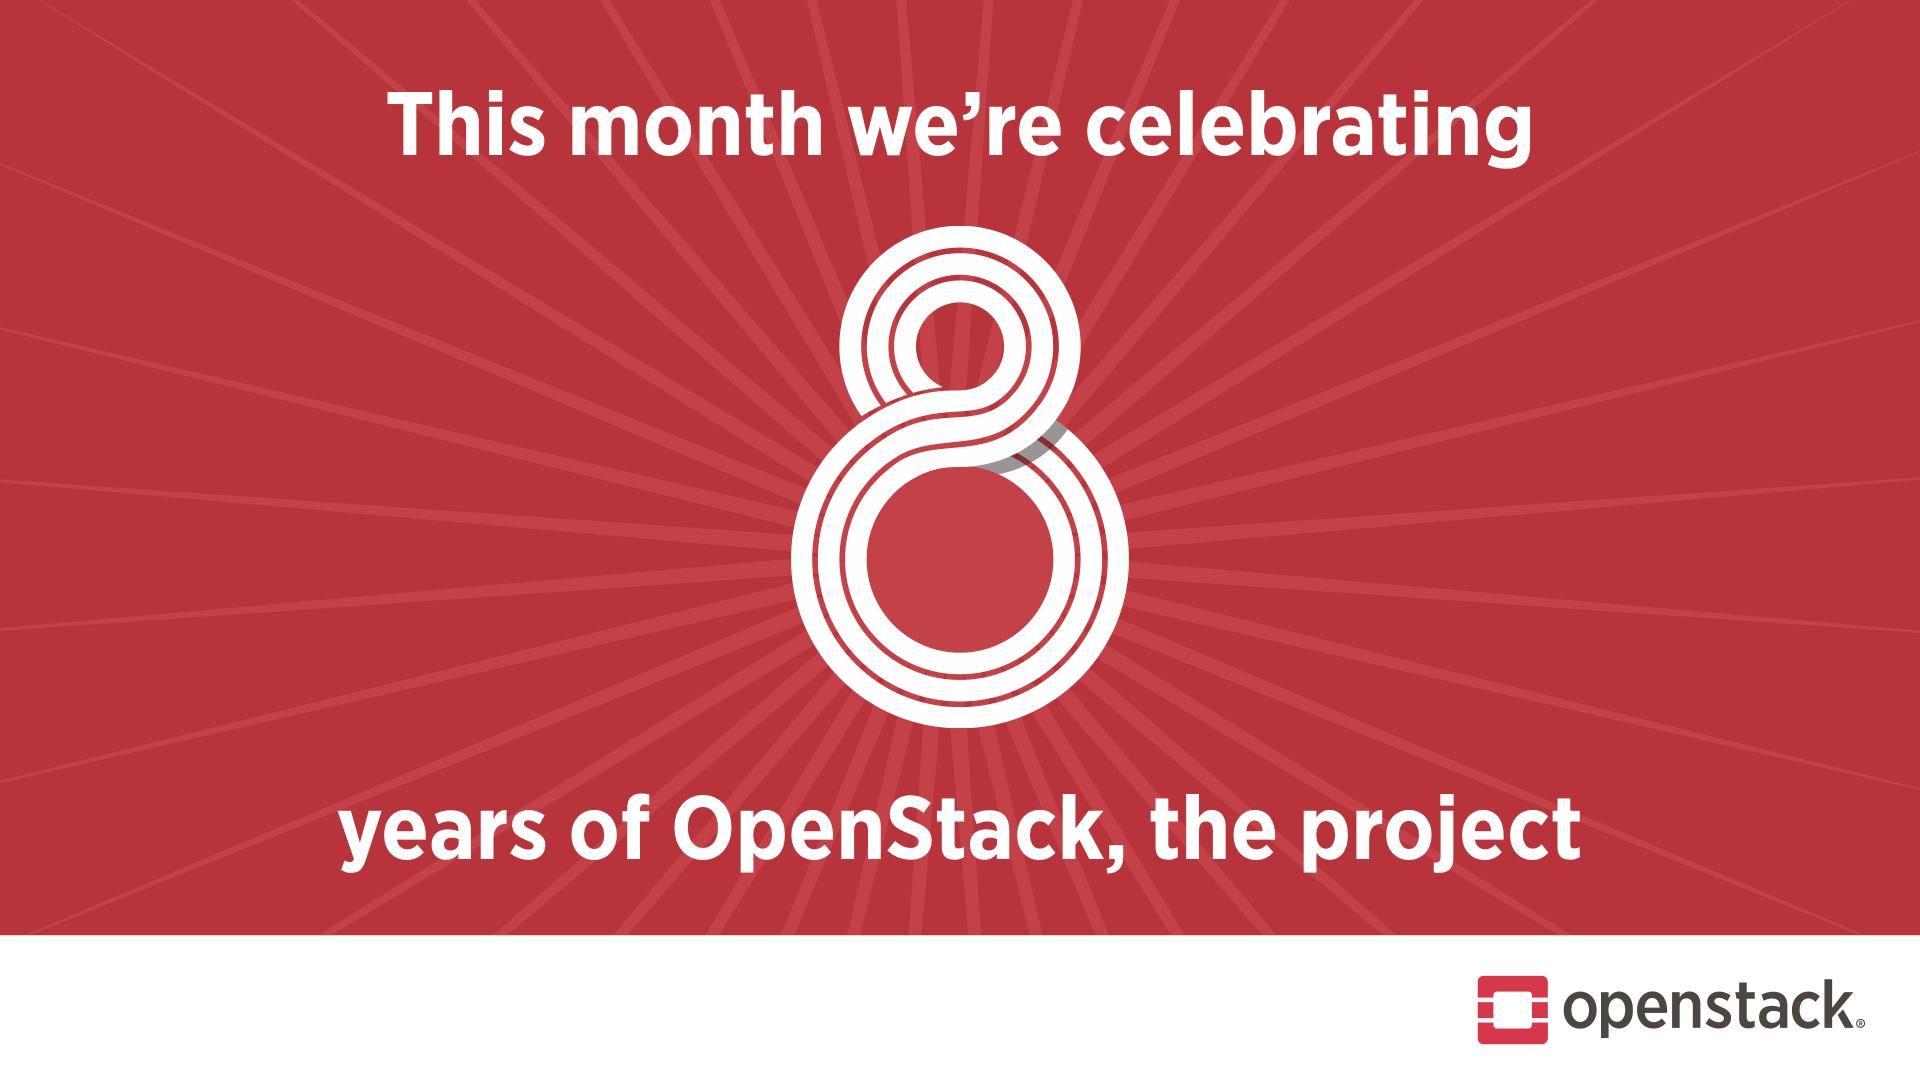 This month we’re celebrating
8
years of OpenStack, the project
openstack®